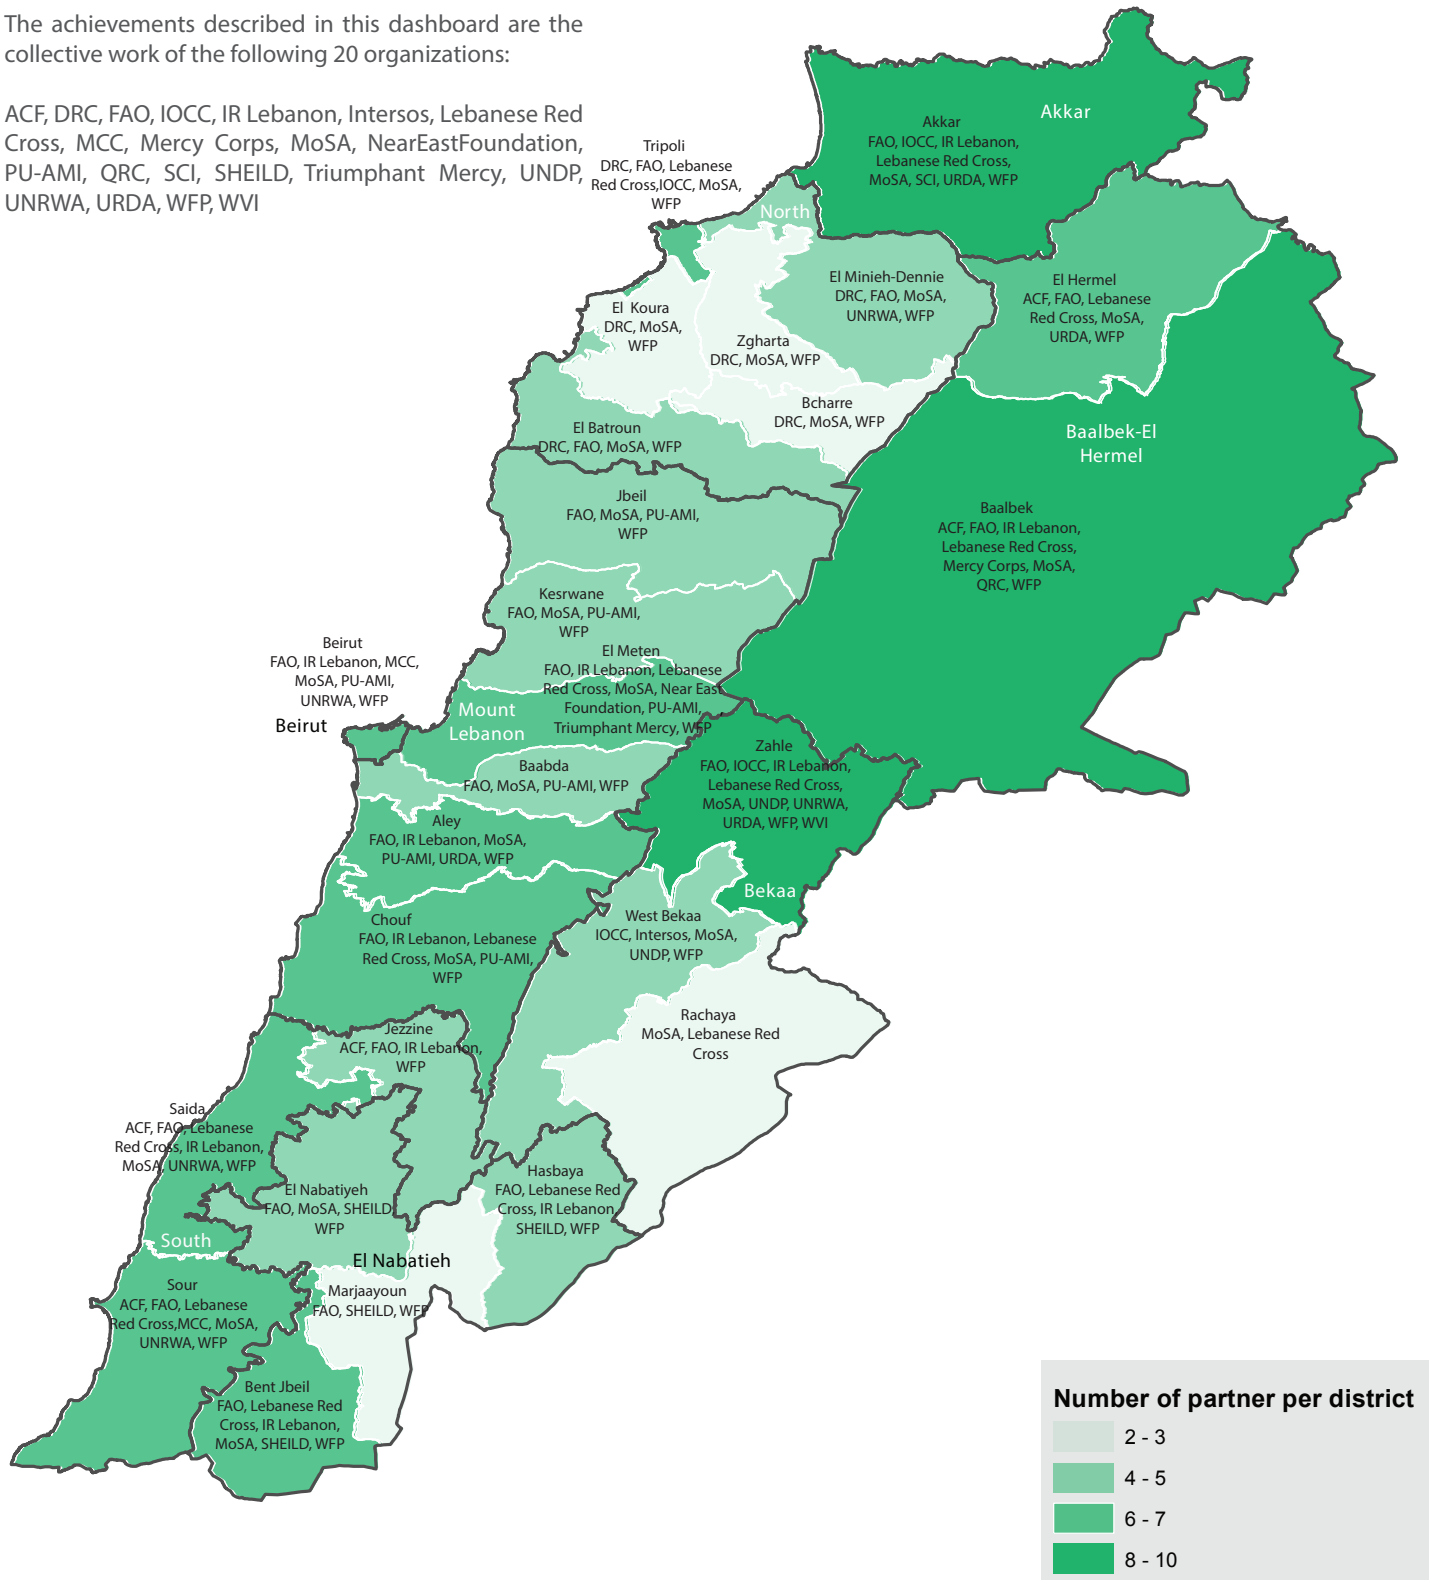 The achievements described in this dashboard are the
collective work of the following 20 organizations:
ACF, DRC, FAO, IOCC, IR Lebanon, Intersos, Lebanese Red
Cross, MCC, Mercy Corps, MoSA, NearEastFoundation,
PU-AMI, QRC, SCI, SHEILD, Triumphant Mercy, UNDP,
UNRWA, URDA, WFP, WVI
Akkar
Akkar
FAO, IOCC, IR Lebanon,
Lebanese Red Cross,
MoSA, SCI, URDA, WFP
Tripoli
DRC, FAO, Lebanese
Red Cross,IOCC, MoSA,
WFP
North
El Minieh-Dennie
DRC, FAO, MoSA,
UNRWA, WFP
El Hermel
ACF, FAO, Lebanese
Red Cross, MoSA,
URDA, WFP
El Koura
DRC, MoSA,
WFP
Zgharta
DRC, MoSA, WFP
Bcharre
DRC, MoSA, WFP
El Batroun
DRC, FAO, MoSA, WFP
Baalbek-El
Hermel
Jbeil
FAO, MoSA, PU-AMI,
WFP
Baalbek
ACF, FAO, IR Lebanon,
Lebanese Red Cross,
Mercy Corps, MoSA,
QRC, WFP
Kesrwane
FAO, MoSA, PU-AMI,
WFP
Beirut
FAO, IR Lebanon, MCC,
MoSA, PU-AMI,
UNRWA, WFP
Beirut
El Meten
FAO, IR Lebanon, Lebanese
Red Cross, MoSA, Near East
Foundation, PU-AMI,
Triumphant Mercy, WFP
Mount
Lebanon
Zahle
FAO, IOCC, IR Lebanon,
Lebanese Red Cross,
MoSA, UNDP, UNRWA,
URDA, WFP, WVI
Baabda
FAO, MoSA, PU-AMI, WFP
Aley
FAO, IR Lebanon, MoSA,
PU-AMI, URDA, WFP
Bekaa
Chouf
FAO, IR Lebanon, Lebanese
Red Cross, MoSA, PU-AMI,
WFP
West Bekaa
IOCC, Intersos, MoSA,
UNDP, WFP
Rachaya
MoSA, Lebanese Red
Cross
Jezzine
ACF, FAO, IR Lebanon,
WFP
Saida
ACF, FAO, Lebanese
Red Cross, IR Lebanon,
MoSA, UNRWA, WFP
Hasbaya
FAO, Lebanese Red
Cross, IR Lebanon
SHEILD, WFP
El Nabatiyeh
FAO, MoSA, SHEILD
WFP
South
El Nabatieh
Sour
ACF, FAO, Lebanese
Red Cross,MCC, MoSA,
UNRWA, WFP
Marjaayoun
FAO, SHEILD, WFP
Bent Jbeil
FAO, Lebanese Red
Cross, IR Lebanon,
MoSA, SHEILD, WFP
Number of partner per district
2 - 3
4 - 5
6 - 7
8 - 10